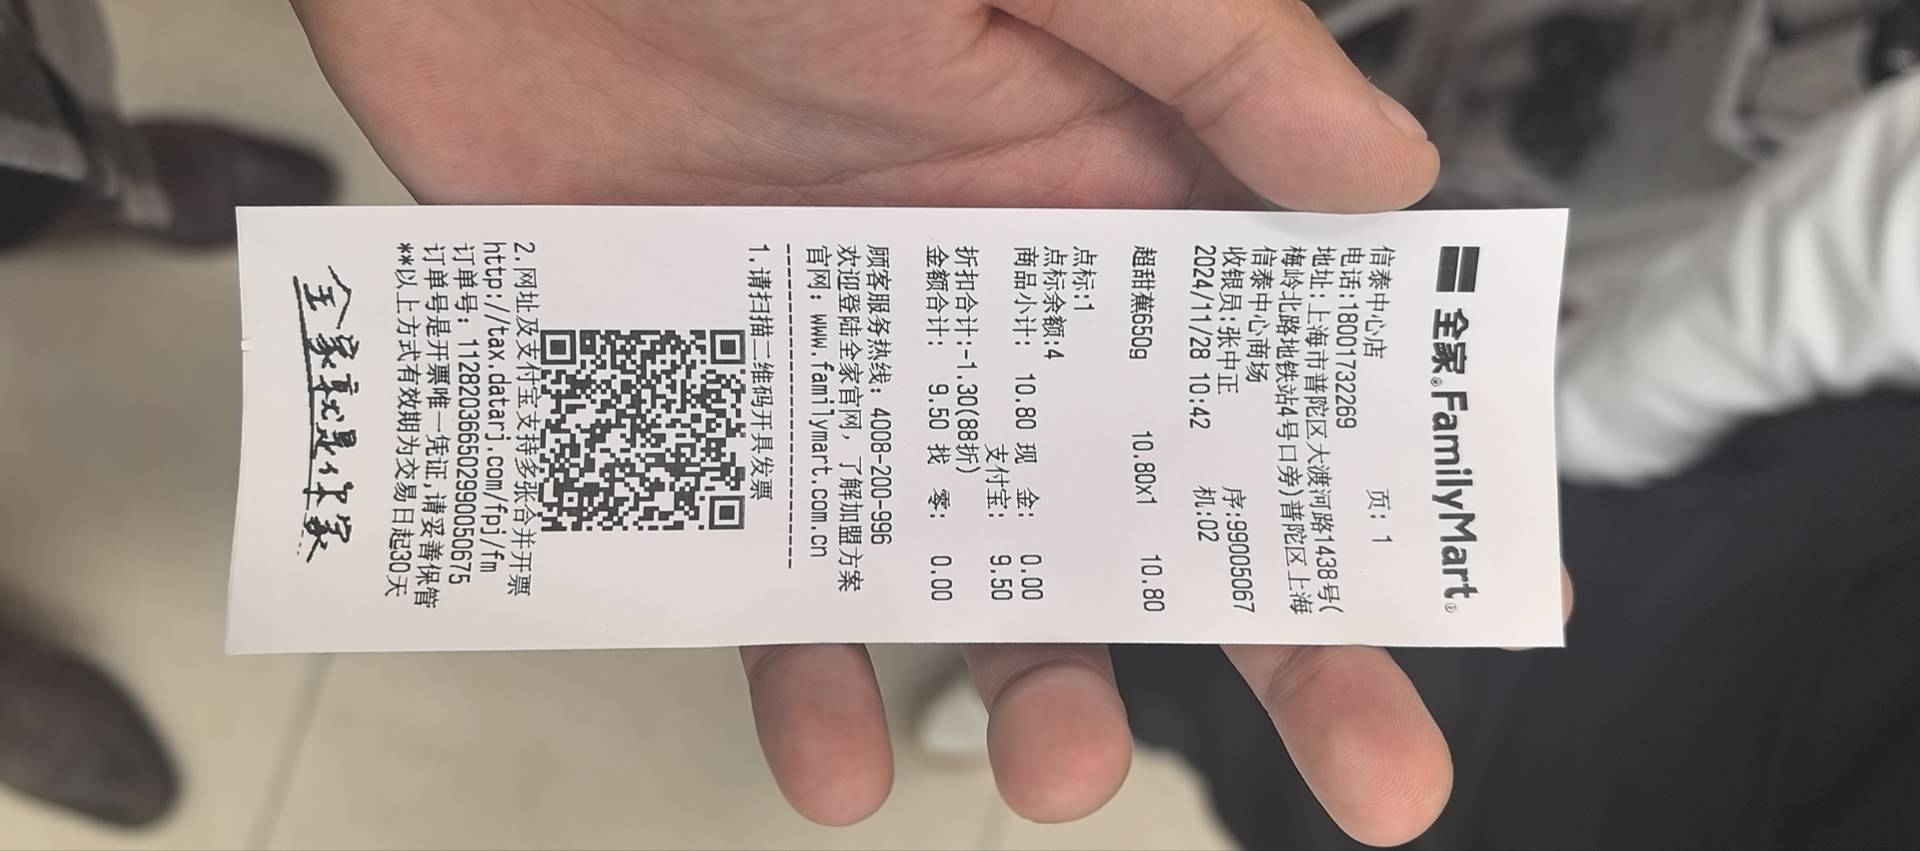 全家 FamilyMart
信泰中心店 页: 1
电话:18001732269
地址:上海市普陀区大渡河路1438号(
梅岭北路地铁站4号口旁)普陀区上海
信泰中心商场
收银员:张中正 序:99005067
2024/11/28 10:42 机:02
超甜蕉650g 10.80x1 10.80
点标:1
点标余额:4
商品小计: 10.80 现 金: 0.00
支付宝: 9.50
折扣合计:-1.30(88折)
金额合计: 9.50 找 零: 0.00
顾客服务热线: 4008-200-996
欢迎登陆全家官网，了解加盟方案
官网: www.familymart.com.cn
1.请扫描二维码开具发票
2.网址及支付宝支持多张合并开票
http://tax.datarj.com/fpj/fm
订单号: 1128203665029990050675
订单号是开票唯一凭证,请妥善保管
**以上方式有效期为交易日起30天
全家就是你家